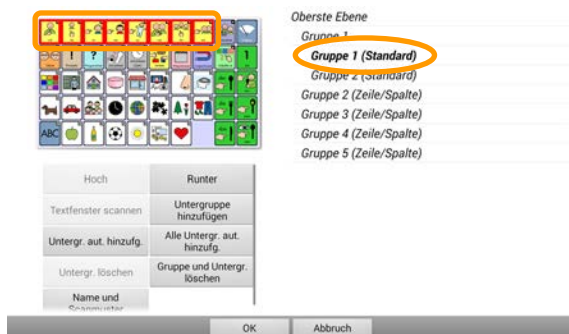 Oberste Ebene
Gruppe 1
Gruppe 1 (Standard)
Gruppe 2 (Standard)
Gruppe 2 (Zeile/Spalte)
Gruppe 3 (Zeile/Spalte)
Gruppe 4 (Zeile/Spalte)
Gruppe 5 (Zeile/Spalte)
ABC
Hoch
Runter
Textfenster scannen
Untergruppe
hinzufügen
Untergr. aut. hinzufg.
Alle Untergr. aut.
hinzufg.
Untergr. löschen
Gruppe und Untergr.
löschen
Name und
Scanmuster
OK
Abbruch